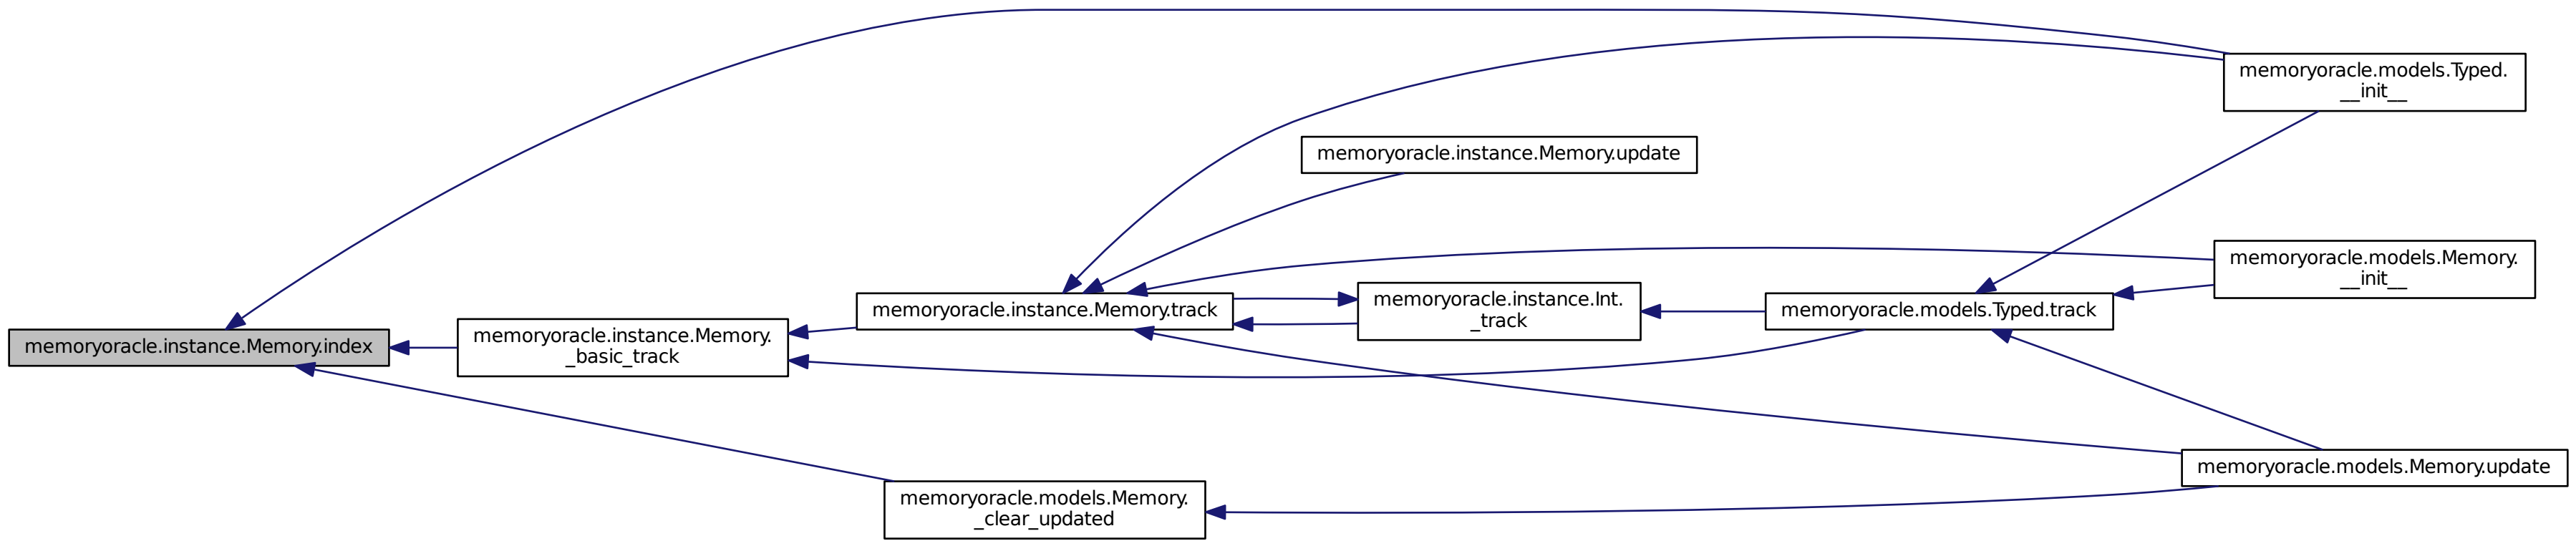 memoryoracle.models.Typed.
__init__
memoryoracle.instance.Memory.update
memoryoracle.models.Memory.
__init__
memoryoracle.instance.Int.
_track
memoryoracle.instance.Memory.track
memoryoracle.models.Typed.track
memoryoracle.instance.Memory.index
memoryoracle.instance.Memory.
_basic_track
memoryoracle.models.Memory.update
memoryoracle.models.Memory.
_clear_updated